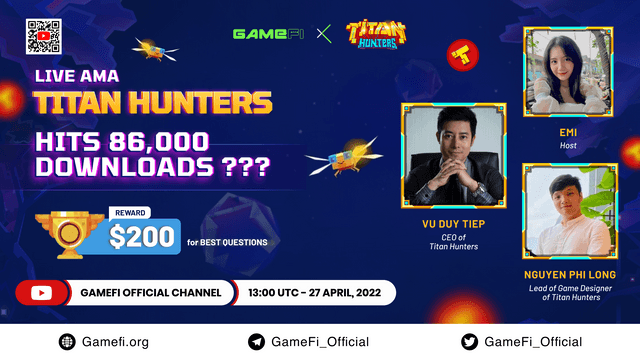 GAMEFI
TITAN
HUNTERS
LIVE AMA
TITAN HUNTERS
HITS 86,000
DOWNLOADS ???
REWARD
$200
for BEST QUESTIONS
EMI
Host
VU DUY TIEP
CEO of
Titan Hunters
NGUYEN PHI LONG
Lead of Game Designer
of Titan Hunters
GAMEFI OFFICIAL CHANNEL
13:00 UTC - 27 APRIL, 2022
Gamefi.org
GameFi_Official
GameFi_Official